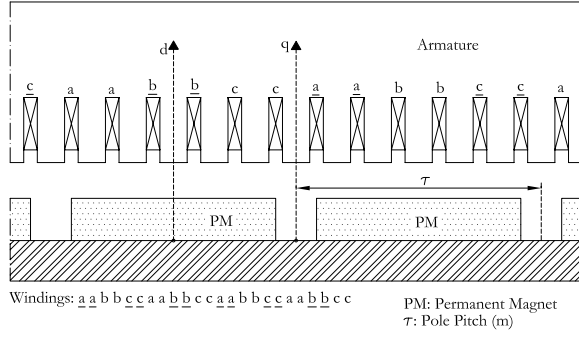 d q Armature
c a a b b c c a a b b c c a
τ
PM PM
Windings: a a b b c c a a b b c c a a b b c c a a b b c c
PM: Permanent Magnet
τ: Pole Pitch (m)